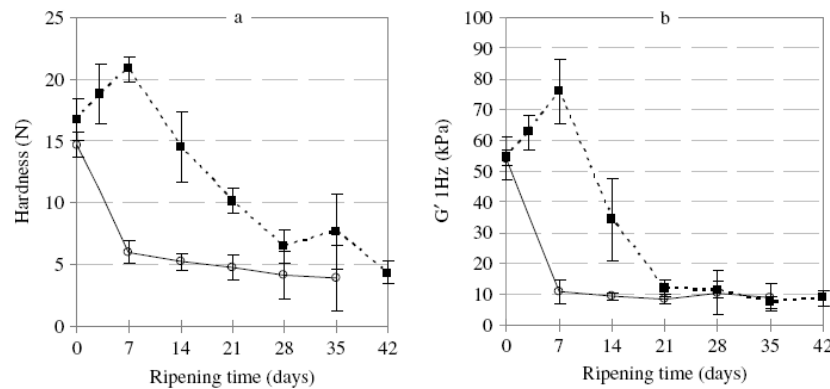 a
25
20
15
10
5
0
Hardness (N)
0 7 14 21 28 35 42
Ripening time (days)
b
100
90
80
70
60
50
40
30
20
10
0
G′ 1Hz (kPa)
0 7 14 21 28 35 42
Ripening time (days)